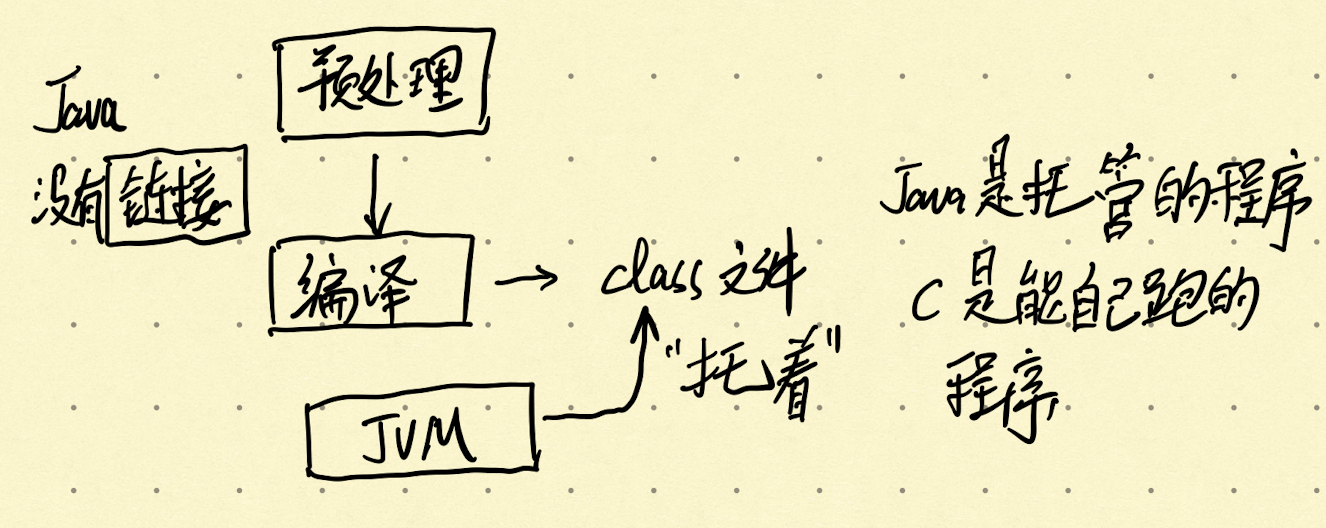 预处理
Java
没有链接
编译
class 文件
"托着"
JVM
Java是托管的程序
C 是能自己跑的
程序